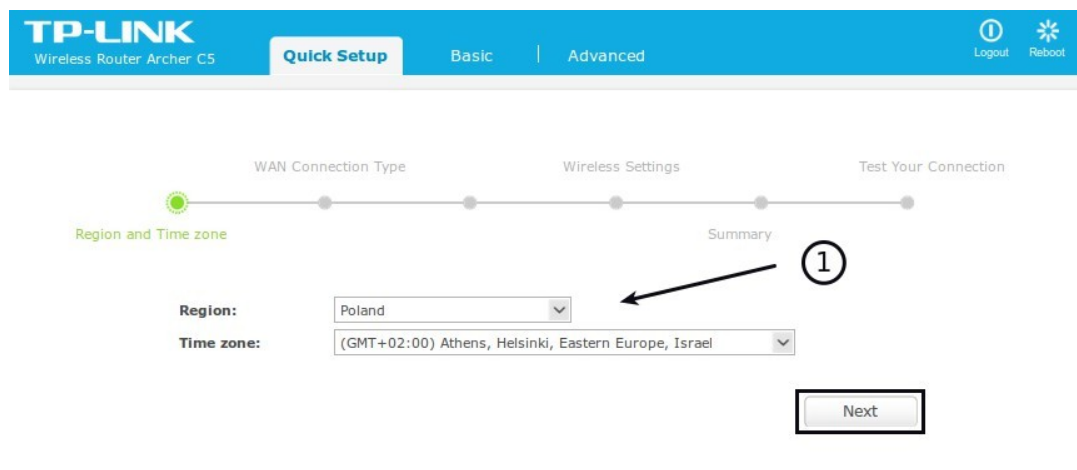 TP-LINK
Wireless Router Archer C5
Quick Setup
Basic
Advanced
Logout
Reboot
WAN Connection Type
Wireless Settings
Test Your Connection
Region and Time zone
Summary
1
Region:
Poland
Time zone:
(GMT+02:00) Athens, Helsinki, Eastern Europe, Israel
Next